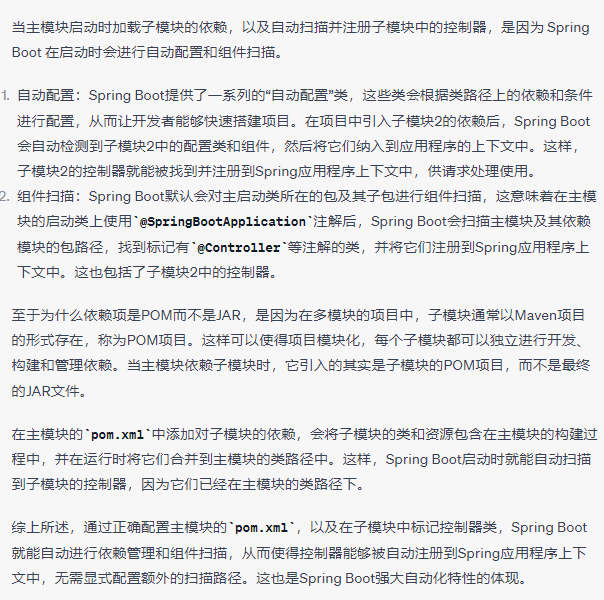 当主模块启动时加载子模块的依赖，以及自动扫描并注册子模块中的控制器，是因为 Spring
Boot 在启动时会进行自动配置和组件扫描。
1. 自动配置：Spring Boot提供了一系列的“自动配置”类，这些类会根据类路径上的依赖和条件
进行配置，从而让开发者能够快速搭建项目。在项目中引入子模块2的依赖后，Spring Boot
会自动检测到子模块2中的配置类和组件，然后将它们纳入到应用程序的上下文中。这样，
子模块2的控制器就能被找到并注册到Spring应用程序上下文中，供请求处理使用。
2. 组件扫描：Spring Boot默认会对主启动类所在的包及其子包进行组件扫描，这意味着在主模
块的启动类上使用`@SpringBootApplication`注解后，Spring Boot会扫描主模块及其依赖
模块的包路径，找到标记有`@Controller`等注解的类，并将它们注册到Spring应用程序上
下文中。这也包括了子模块2中的控制器。
至于为什么依赖项是POM而不是JAR，是因为在多模块的项目中，子模块通常以Maven项目
的形式存在，称为POM项目。这样可以使得项目模块化，每个子模块都可以独立进行开发、
构建和管理依赖。当主模块依赖子模块时，它引入的其实是子模块的POM项目，而不是最终
的JAR文件。
在主模块的`pom.xml`中添加对子模块的依赖，会将子模块的类和资源包含在主模块的构建过
程中，并在运行时将它们合并到主模块的类路径中。这样，Spring Boot启动时就能自动扫描
到子模块的控制器，因为它们已经在主模块的类路径下。
综上所述，通过正确配置主模块的`pom.xml`，以及在子模块中标记控制器类，Spring Boot
就能自动进行依赖管理和组件扫描，从而使得控制器能够被自动注册到Spring应用程序上下
文中，无需显式配置额外的扫描路径。这也是Spring Boot强大自动化特性的体现。